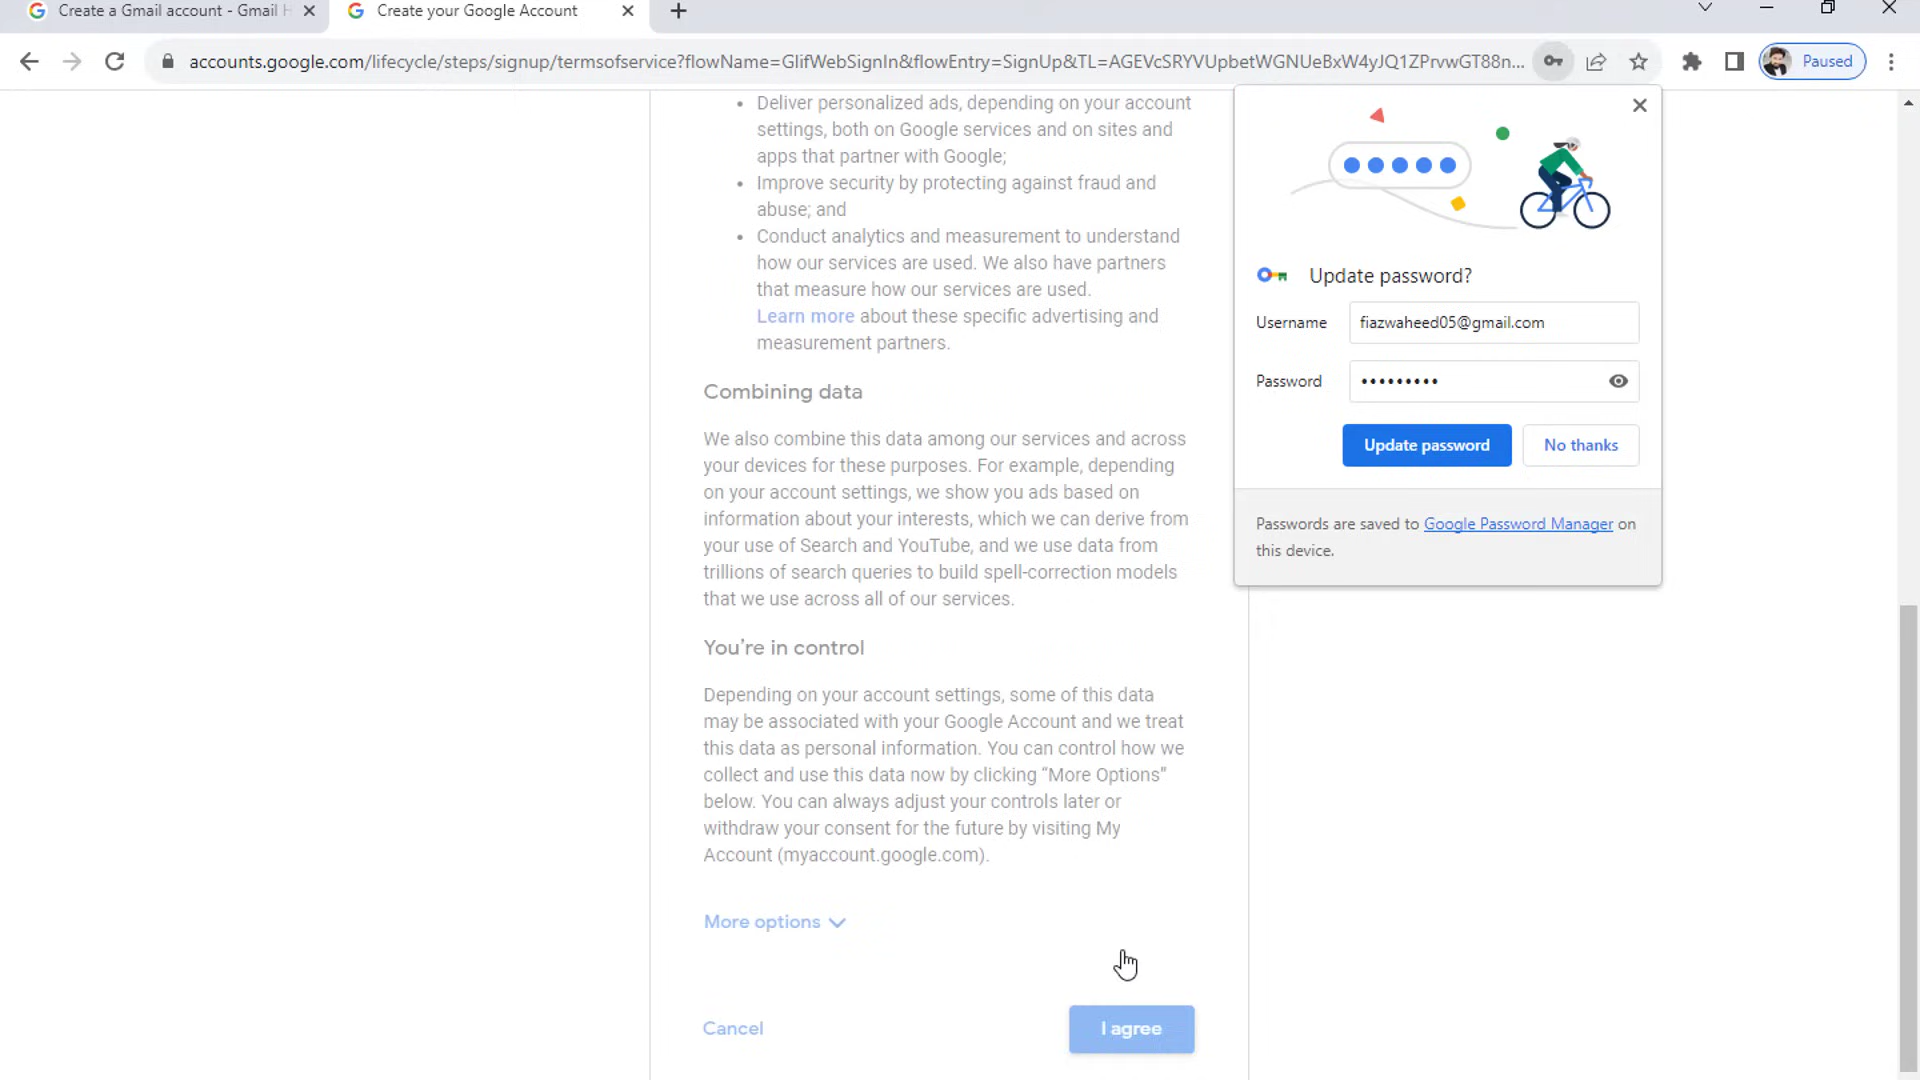 Create a Gmail account - Gmail H
Create your Google Account
accounts.google.com/lifecycle/steps/signup/termsofservice?flowName=GlifWebSignIn&flowEntry=SignUp&TL=AGEVcSRYVUpbetWGNUeBxW4yJQ1ZPrvwGT88n...
Paused
• Deliver personalized ads, depending on your account
settings, both on Google services and on sites and
apps that partner with Google;
• Improve security by protecting against fraud and
abuse; and
• Conduct analytics and measurement to understand
how our services are used. We also have partners
that measure how our services are used.
Learn more about these specific advertising and
measurement partners.
Combining data
We also combine this data among our services and across
your devices for these purposes. For example, depending
on your account settings, we show you ads based on
information about your interests, which we can derive from
your use of Search and YouTube, and we use data from
trillions of search queries to build spell-correction models
that we use across all of our services.
You’re in control
Depending on your account settings, some of this data
may be associated with your Google Account and we treat
this data as personal information. You can control how we
collect and use this data now by clicking “More Options”
below. You can always adjust your controls later or
withdraw your consent for the future by visiting My
Account (myaccount.google.com).
More options
Cancel
I agree
Update password?
Username
fiazwaheed05@gmail.com
Password
•••••••••
Update password
No thanks
Passwords are saved to Google Password Manager on
this device.